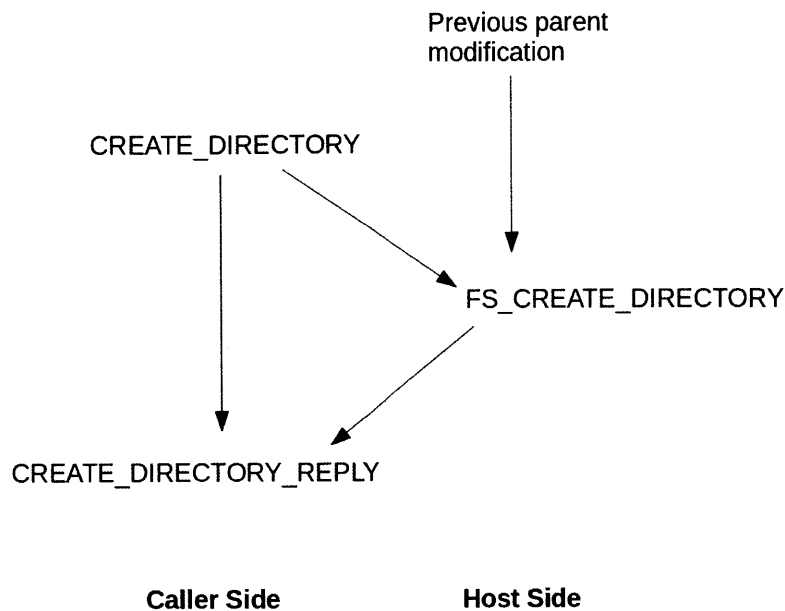 Previous parent
modification
CREATE_DIRECTORY
FS_CREATE_DIRECTORY
CREATE_DIRECTORY_REPLY
Caller Side
Host Side